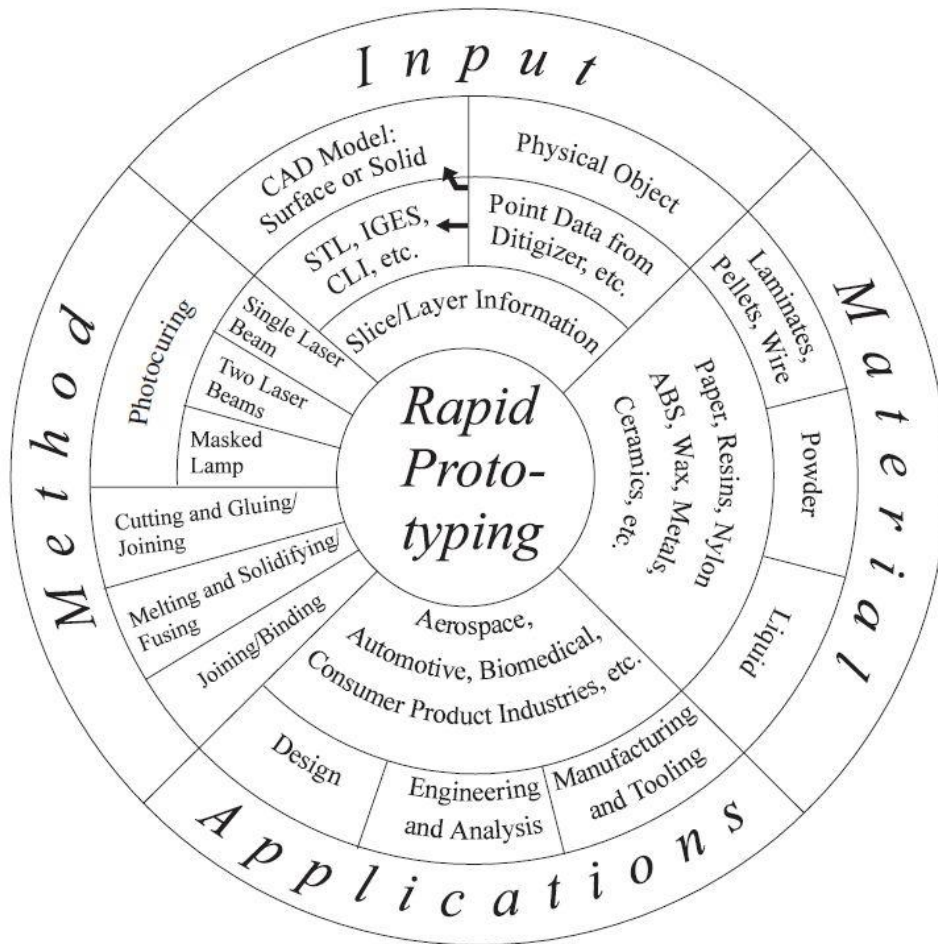 Input
CAD Model:
Surface or Solid
Physical Object
STL, IGES,
CLI, etc.
Point Data from
Ditigizer, etc.
Slice/Layer Information
Material
Laminates,
Pellets, Wire
Powder
Liquid
Paper, Resins, Nylon
ABS, Wax, Metals,
Ceramics, etc.
Method
Photocuring
Single Laser
Beam
Two Laser
Beams
Masked
Lamp
Cutting and Gluing/
Joining
Melting and Solidifying/
Fusing
Joining/Binding
Rapid
Proto-
typing
Aerospace,
Automotive, Biomedical,
Consumer Product Industries, etc.
Design
Engineering
and Analysis
Manufacturing
and Tooling
Applications